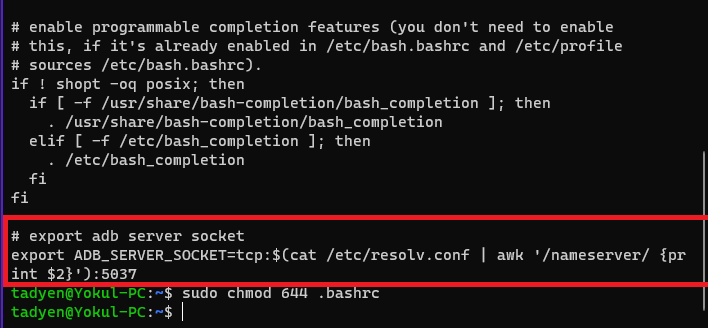 # enable programmable completion features (you don't need to enable
# this, if it's already enabled in /etc/bash.bashrc and /etc/profile
# sources /etc/bash.bashrc).
if ! shopt -oq posix; then
  if [ -f /usr/share/bash-completion/bash_completion ]; then
    . /usr/share/bash-completion/bash_completion
  elif [ -f /etc/bash_completion ]; then
    . /etc/bash_completion
  fi
fi

# export adb server socket
export ADB_SERVER_SOCKET=tcp:$(cat /etc/resolv.conf | awk '/nameserver/ {pr
int $2}'):5037
tadyen@Yokul-PC:~$ sudo chmod 644 .bashrc
tadyen@Yokul-PC:~$